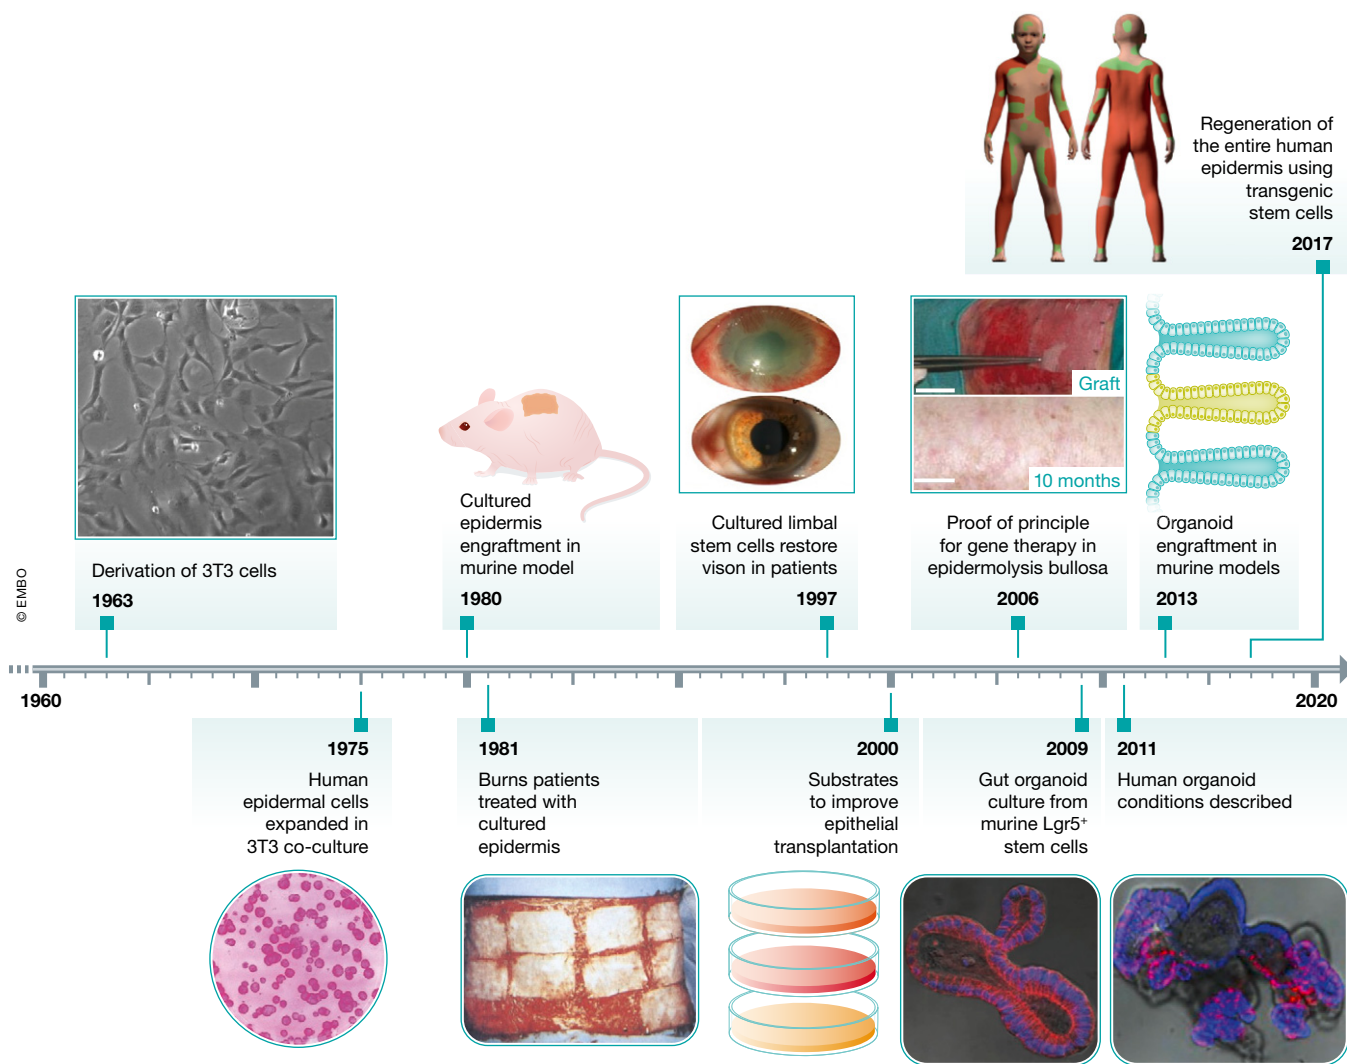 Regeneration of
the entire human
epidermis using
transgenic
stem cells
2017
Graft
10 months
Derivation of 3T3 cells
1963
Cultured
epidermis
engraftment in
murine model
1980
Cultured limbal
stem cells restore
vison in patients
1997
Proof of principle
for gene therapy in
epidermolysis bullosa
2006
Organoid
engraftment in
murine models
2013
© EMBO
1960
2020
1975
Human
epidermal cells
expanded in
3T3 co-culture
1981
Burns patients
treated with
cultured
epidermis
2000
Substrates
to improve
epithelial
transplantation
2009
Gut organoid
culture from
murine Lgr5⁺
stem cells
2011
Human organoid
conditions described